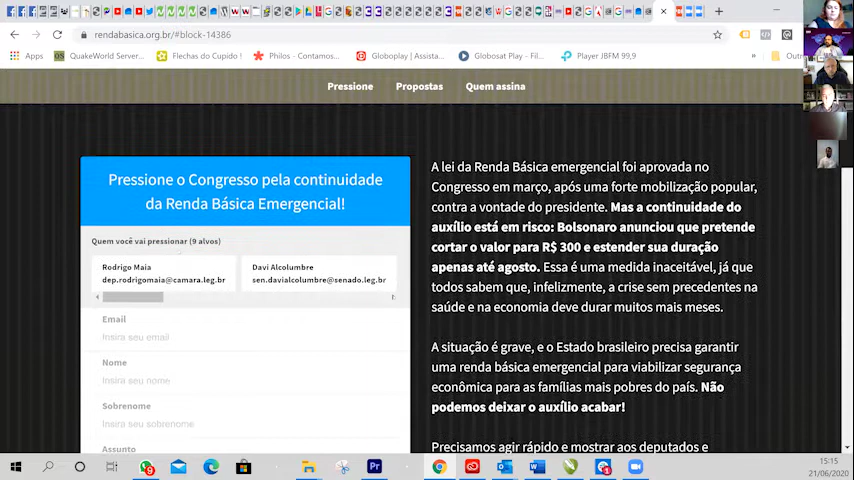 rendabasica.org.br/#block-14386
Apps
QuakeWorld Server...
Flechas do Cupido !
Philos - Contamos...
Globoplay | Assista...
Globosat Play - Fil...
Player JBFM 99,9
»
Pressione
Propostas
Quem assina
Pressione o Congresso pela continuidade
da Renda Básica Emergencial!
Quem você vai pressionar (9 alvos)
Rodrigo Maia
dep.rodrigomaia@camara.leg.br
Davi Alcolumbre
sen.davialcolumbre@senado.leg.br
Email
Insira seu email
Nome
Insira seu nome
Sobrenome
Insira seu sobrenome
Assunto
A lei da Renda Básica emergencial foi aprovada no
Congresso em março, após uma forte mobilização popular,
contra a vontade do presidente. Mas a continuidade do
auxílio está em risco: Bolsonaro anunciou que pretende
cortar o valor para R$ 300 e estender sua duração
apenas até agosto. Essa é uma medida inaceitável, já que
todos sabem que, infelizmente, a crise sem precedentes na
saúde e na economia deve durar muitos mais meses.
A situação é grave, e o Estado brasileiro precisa garantir
uma renda básica emergencial para viabilizar segurança
econômica para as famílias mais pobres do país. Não
podemos deixar o auxílio acabar!
Precisamos agir rápido e mostrar aos deputados e
15:15
21/06/2020